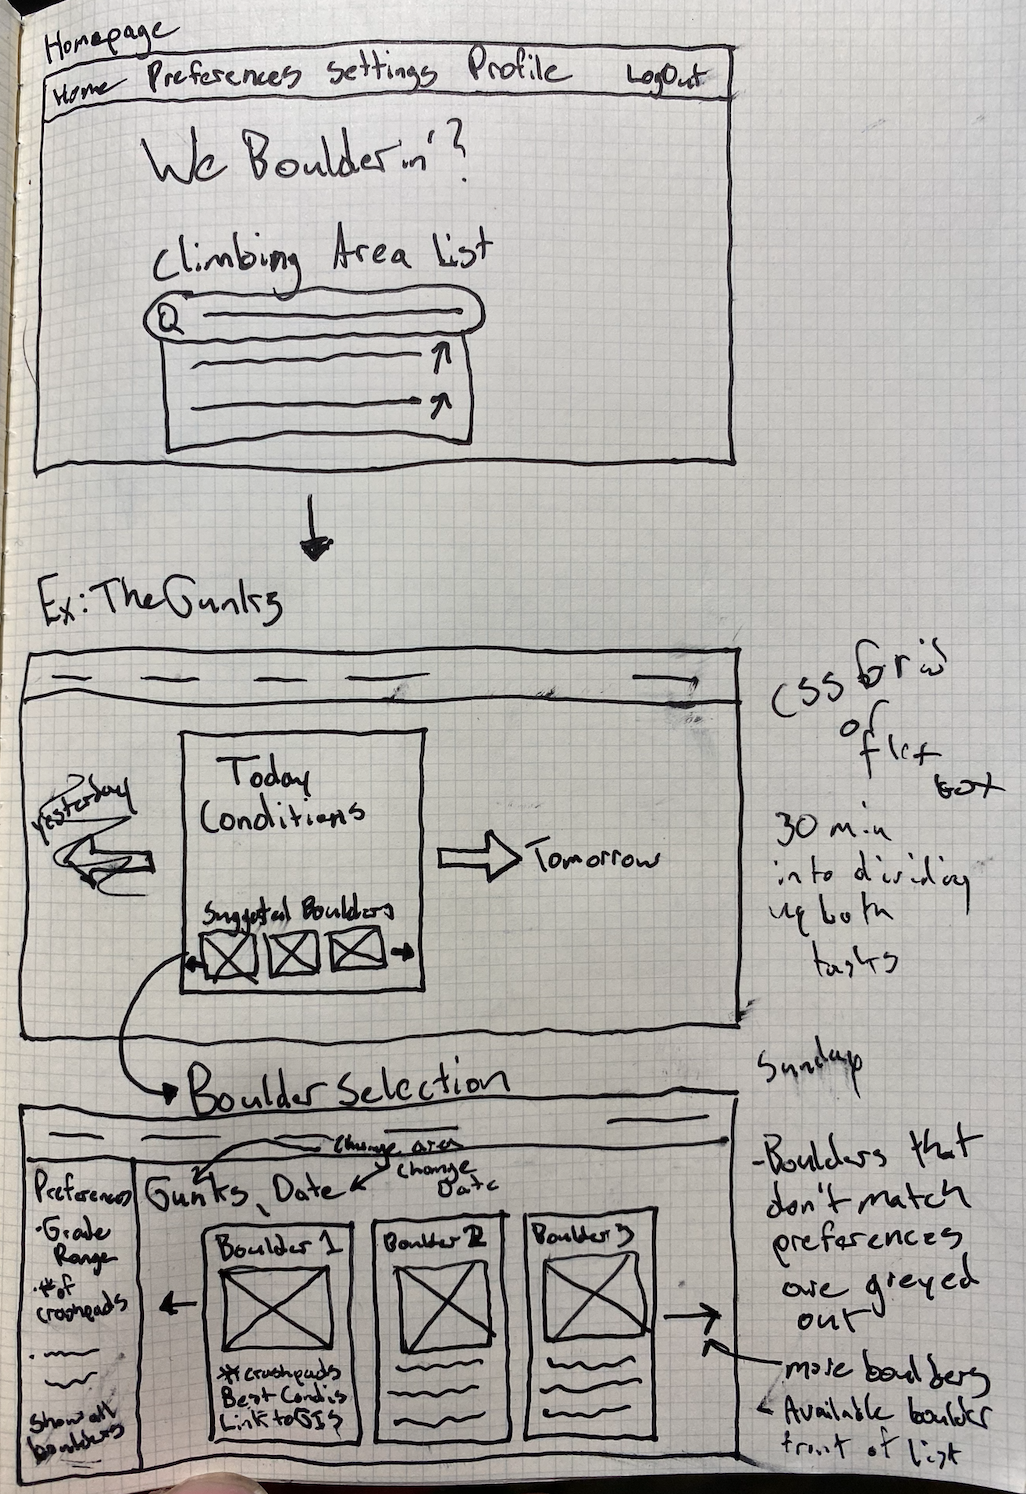 Homepage
Home Preferences Settings Profile LogOut
We Boulderin'?
Climbing Area List
Ex: The Gunks
Yesterday
Today
Conditions
Tomorrow
Suggested Boulders
CSS Grid
or
flex
box
30 min
into dividing
up both
tasks
Sunday
Boulder Selection
Change area
change
Date
Preferences
·Grade
Range
·# of
crashpads
Show all
boulders
Gunks, Date
Boulder 1
# crashpads
Best Condis
Link to GIS
Boulder 2
Boulder 3
-Boulders that
don't match
preferences
are greyed
out
more boulders
Available boulder
front of list